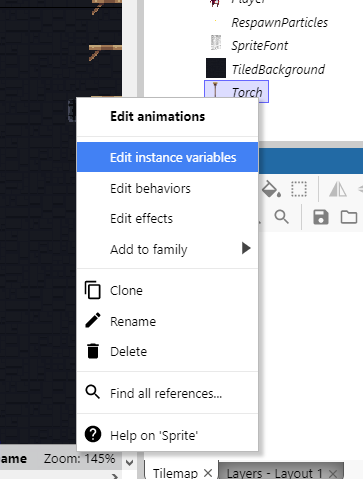 Player
RespawnParticles
SpriteFont
TiledBackground
Torch
Edit animations
Edit instance variables
Edit behaviors
Edit effects
Add to family
Clone
Rename
Delete
Find all references...
Help on 'Sprite'
ame Zoom: 145%
Tilemap × Layers - Layout 1 ×